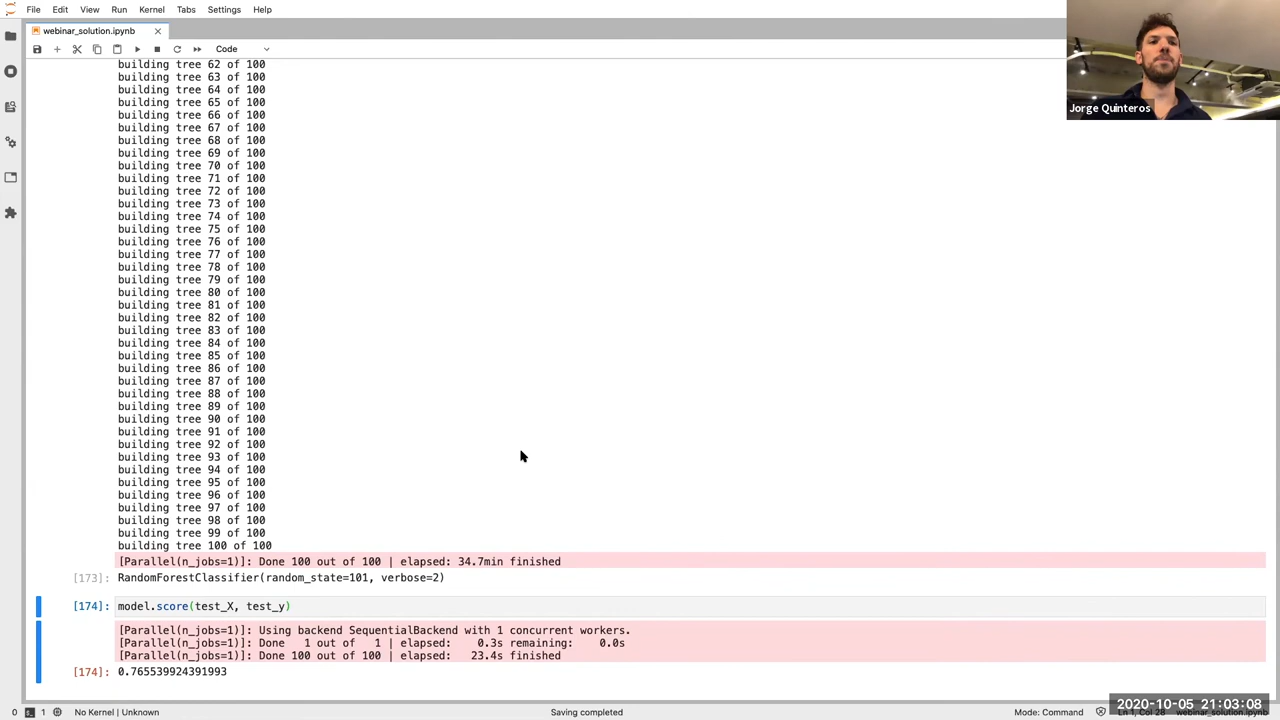 File Edit View Run Kernel Tabs Settings Help
webinar_solution.ipynb
Code
Jorge Quinteros
building tree 62 of 100
building tree 63 of 100
building tree 64 of 100
building tree 65 of 100
building tree 66 of 100
building tree 67 of 100
building tree 68 of 100
building tree 69 of 100
building tree 70 of 100
building tree 71 of 100
building tree 72 of 100
building tree 73 of 100
building tree 74 of 100
building tree 75 of 100
building tree 76 of 100
building tree 77 of 100
building tree 78 of 100
building tree 79 of 100
building tree 80 of 100
building tree 81 of 100
building tree 82 of 100
building tree 83 of 100
building tree 84 of 100
building tree 85 of 100
building tree 86 of 100
building tree 87 of 100
building tree 88 of 100
building tree 89 of 100
building tree 90 of 100
building tree 91 of 100
building tree 92 of 100
building tree 93 of 100
building tree 94 of 100
building tree 95 of 100
building tree 96 of 100
building tree 97 of 100
building tree 98 of 100
building tree 99 of 100
building tree 100 of 100
[Parallel(n_jobs=1)]: Done 100 out of 100 | elapsed: 34.7min finished
[173]: RandomForestClassifier(random_state=101, verbose=2)
[174]: model.score(test_X, test_y)
[Parallel(n_jobs=1)]: Using backend SequentialBackend with 1 concurrent workers.
[Parallel(n_jobs=1)]: Done 1 out of 1 | elapsed: 0.3s remaining: 0.0s
[Parallel(n_jobs=1)]: Done 100 out of 100 | elapsed: 23.4s finished
[174]: 0.765539924391993
2020-10-05 21:03:08
0 1 No Kernel | Unknown Saving completed Mode: Command Ln 1, Col 28 webinar_solution.ipynb